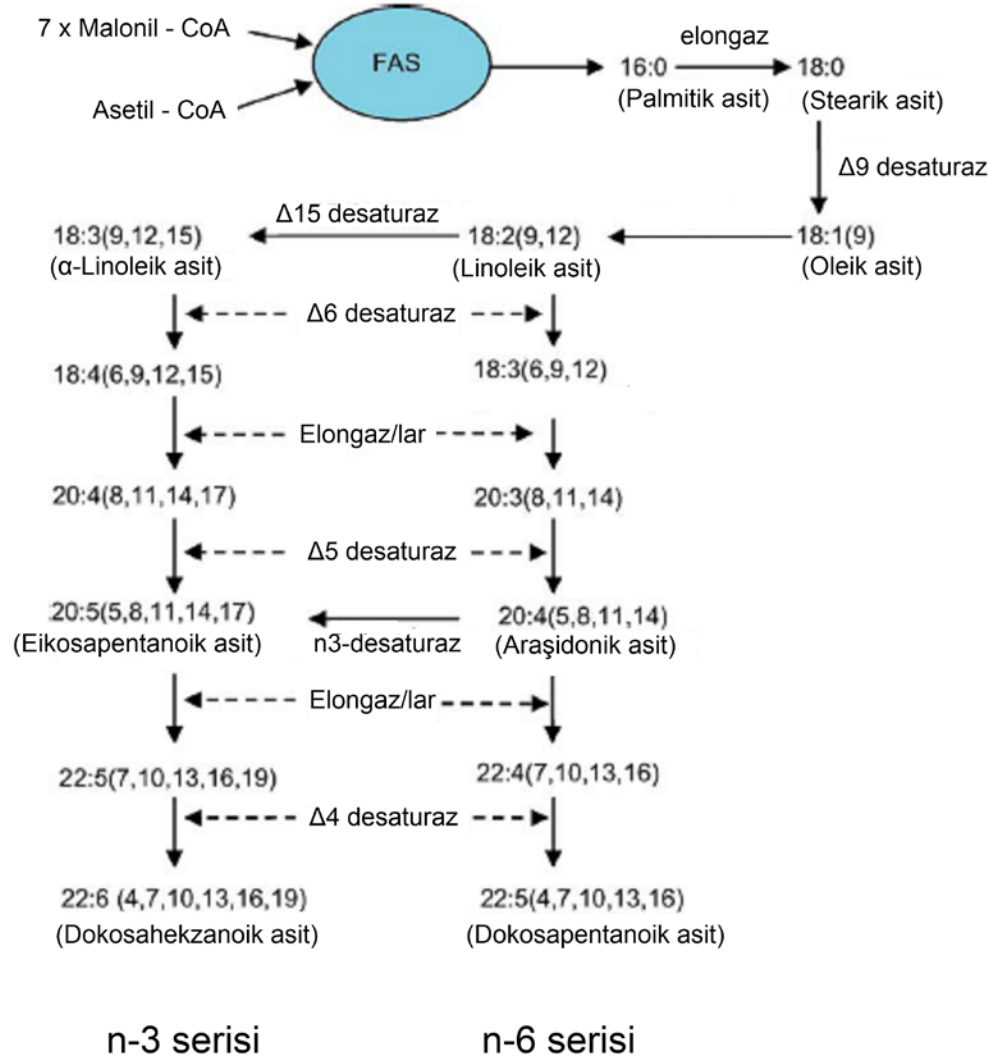 7 x Malonil - CoA
Asetil - CoA
FAS
elongaz
16:0
18:0
(Palmitik asit)
(Stearik asit)
Δ9 desaturaz
Δ15 desaturaz
18:3(9,12,15)
18:2(9,12)
18:1(9)
(α-Linoleik asit)
(Linoleik asit)
(Oleik asit)
Δ6 desaturaz
18:4(6,9,12,15)
18:3(6,9,12)
Elongaz/lar
20:4(8,11,14,17)
20:3(8,11,14)
Δ5 desaturaz
20:5(5,8,11,14,17)
20:4(5,8,11,14)
(Eikosapentanoik asit)
n3-desaturaz
(Araşidonik asit)
Elongaz/lar
22:5(7,10,13,16,19)
22:4(7,10,13,16)
Δ4 desaturaz
22:6 (4,7,10,13,16,19)
22:5(4,7,10,13,16)
(Dokosahekzanoik asit)
(Dokosapentanoik asit)
n-3 serisi
n-6 serisi